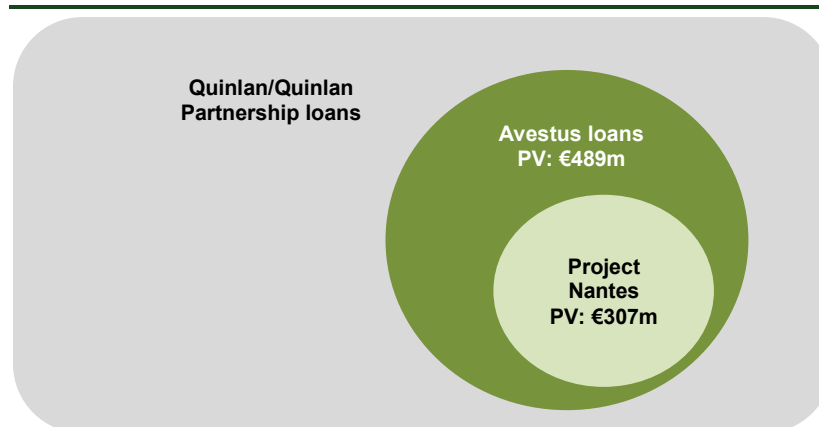 Quinlan/Quinlan
Partnership loans
Avestus loans
PV: €489m
Project
Nantes
PV: €307m